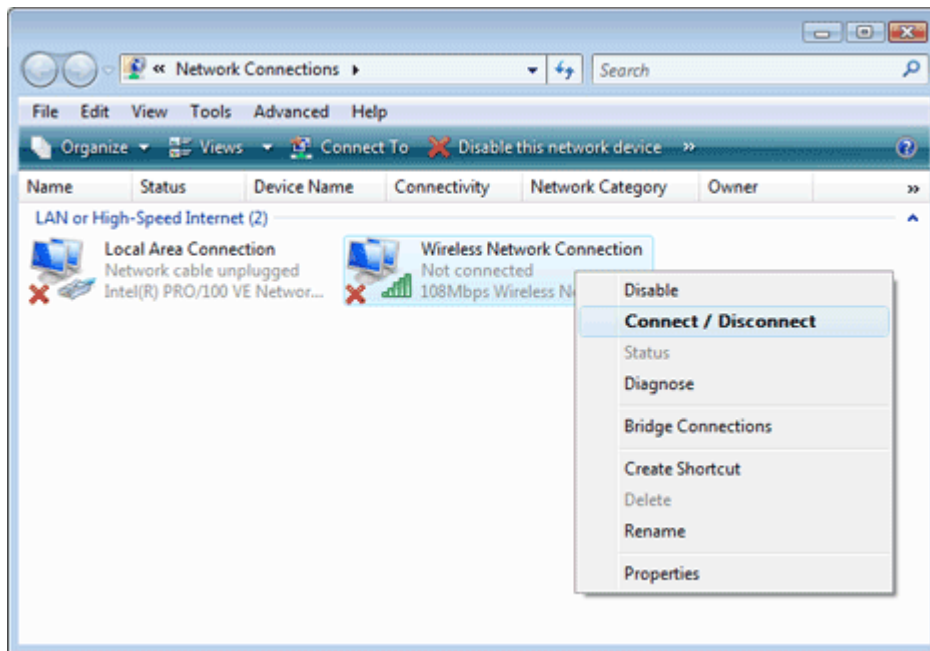 « Network Connections
Search
File Edit View Tools Advanced Help
Organize Views Connect To Disable this network device »
Name Status Device Name Connectivity Network Category Owner »
LAN or High-Speed Internet (2)
Local Area Connection
Network cable unplugged
Intel(R) PRO/100 VE Networ...
Wireless Network Connection
Not connected
108Mbps Wireless
Disable
Connect / Disconnect
Status
Diagnose
Bridge Connections
Create Shortcut
Delete
Rename
Properties